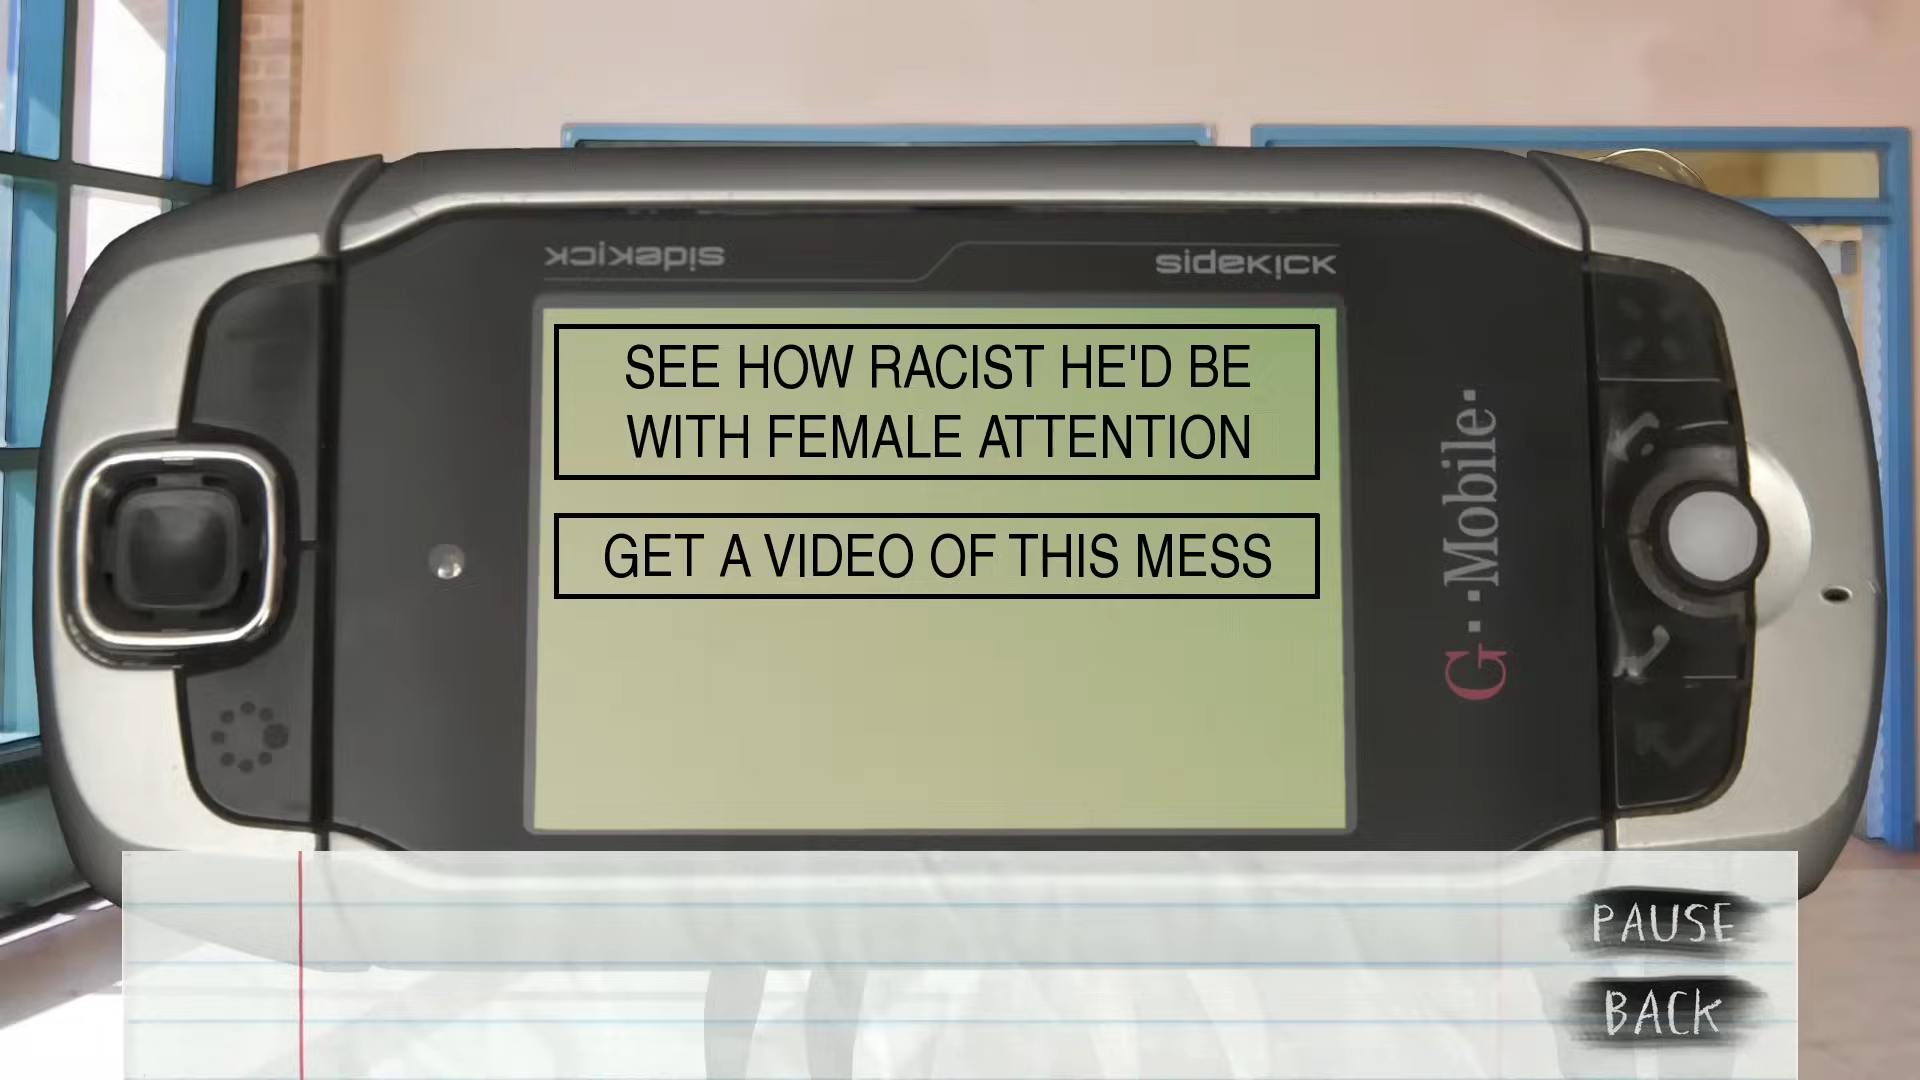 sidekick
sidekick
SEE HOW RACIST HE'D BE
WITH FEMALE ATTENTION
GET A VIDEO OF THIS MESS
G··Mobile·
PAUSE
BACK